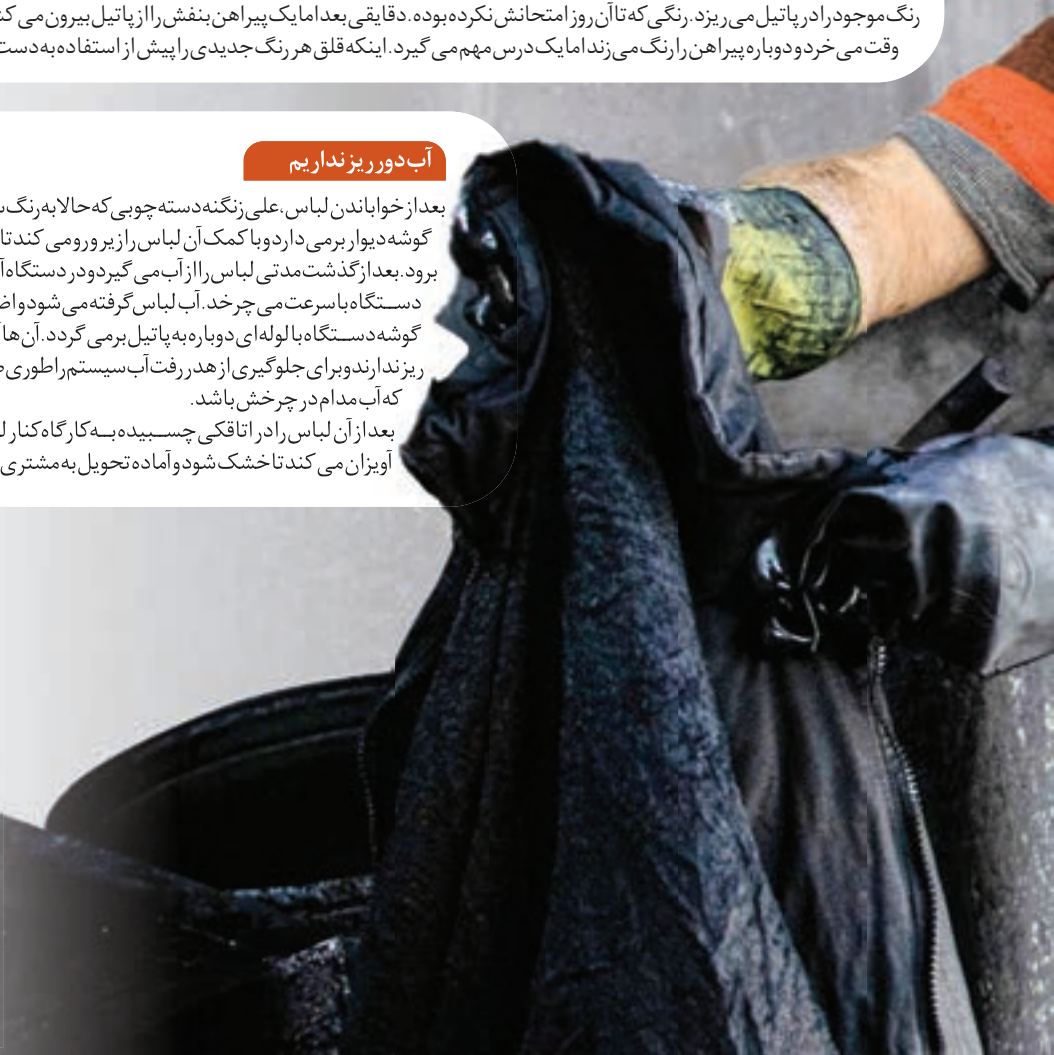 رنگ موجود را در پاتیل می‌ریزد. رنگی که تا آن روز امتحانش نکرده بوده. دقایقی بعد اما یک پیراهن بنفش را از پاتیل بیرون می
وقت می‌خرد و دوباره پیراهن را رنگ می‌زند اما یک درس مهم می‌گیرد. اینکه قلق هر رنگ جدیدی را پیش از استفاده به دست
آب دور ریز نداریم
بعد از خواباندن لباس، علی زنگنه دسته چوبی که حالا به رنگ
گوشه دیوار برمی‌دارد و با کمک آن لباس را زیر و رو می‌کند تا
برود. بعد از گذشت مدتی لباس را از آب می‌گیرد و در دستگاه
دستگاه با سرعت می‌چرخد. آب لباس گرفته می‌شود و
گوشه دستگاه با لوله‌ای دوباره به پاتیل برمی‌گردد. آن‌ها
ریز ندارند و برای جلوگیری از هدر رفت آب سیستم را طوری
که آب مدام در چرخش باشد.
بعد از آن لباس را در اتاقکی چسبیده به کارگاه کنار
آویزان می‌کند تا خشک شود و آماده تحویل به مشتری